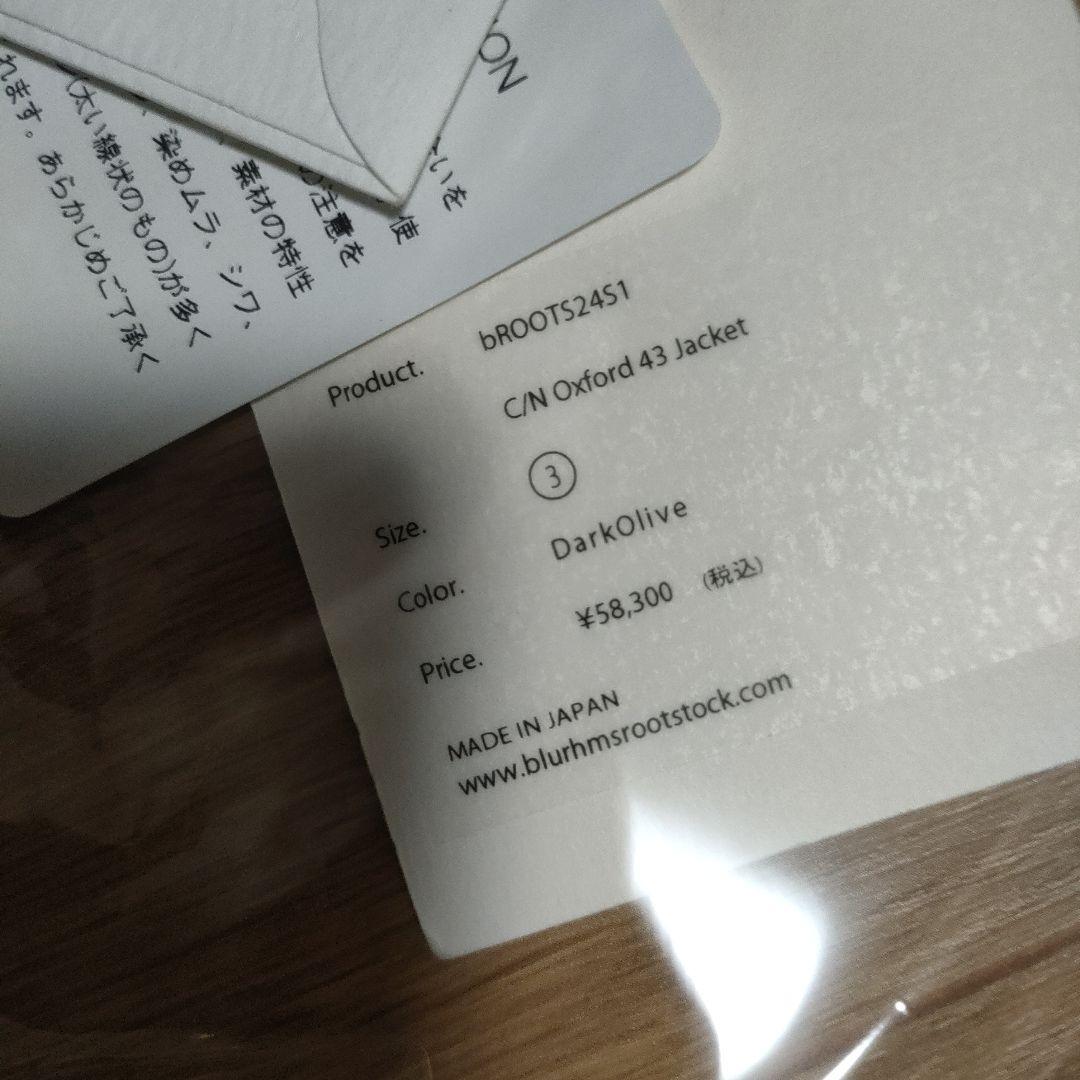 ON
いを
使
注意を
素材の特性
、染めムラ、シワ、
(太い線状のもの)が多く
れます。あらかじめご了承く
Product. bROOTS24S1
C/N Oxford 43 Jacket
Size. ③
Color. DarkOlive
Price. ¥58,300 (税込)
MADE IN JAPAN
www.blurhmsrootstock.com